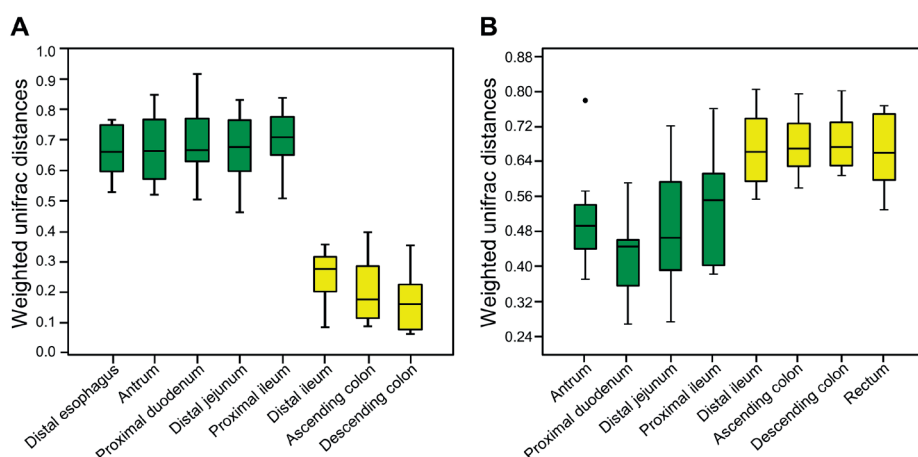 A
Weighted unifrac distances
1.0
0.9
0.8
0.7
0.6
0.5
0.4
0.3
0.2
0.1
0.0
Distal esophagus
Antrum
Proximal duodenum
Distal jejunum
Proximal ileum
Distal ileum
Ascending colon
Descending colon
B
Weighted unifrac distances
0.88
0.80
0.72
0.64
0.56
0.48
0.40
0.32
0.24
Antrum
Proximal duodenum
Distal jejunum
Proximal ileum
Distal ileum
Ascending colon
Descending colon
Rectum